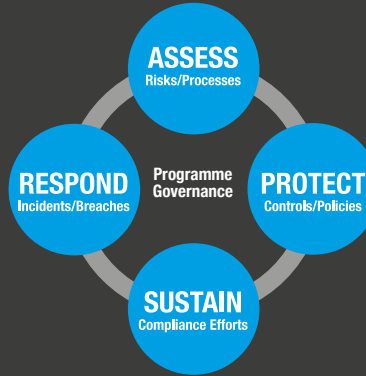 ASSESS
Risks/Processes
RESPOND
Incidents/Breaches
Programme
Governance
PROTECT
Controls/Policies
SUSTAIN
Compliance Efforts